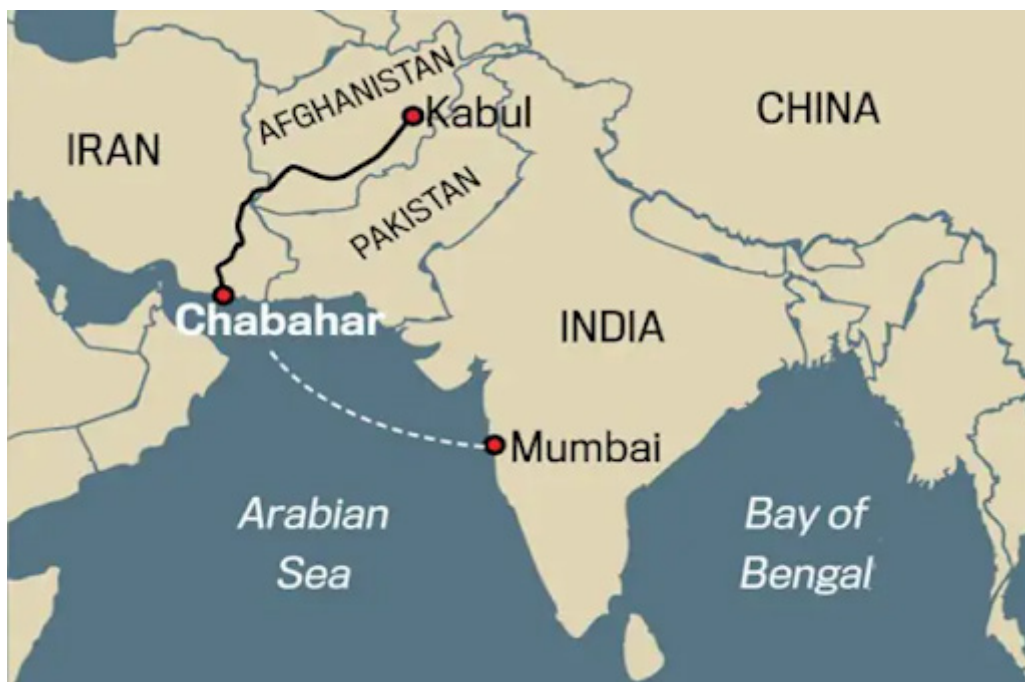 AFGHANISTAN
Kabul
CHINA
IRAN
PAKISTAN
Chabahar
INDIA
Mumbai
Arabian
Sea
Bay of
Bengal